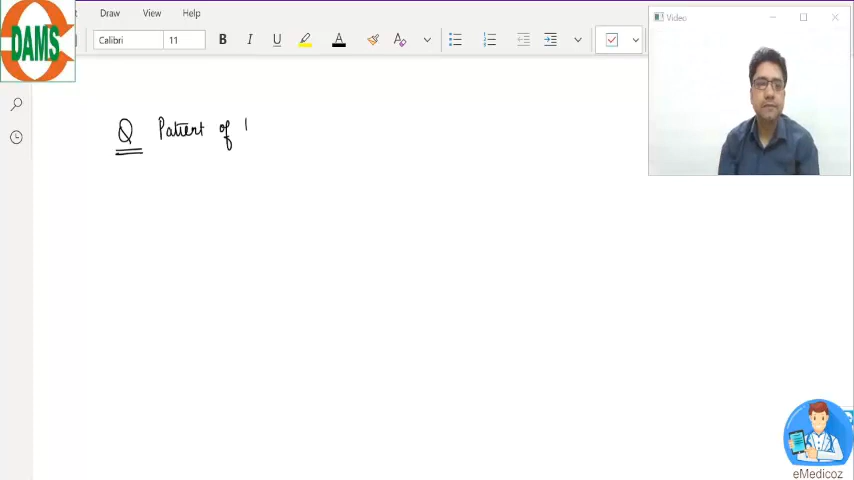 DAMS
Draw View Help
Calibri 11 B I U A A
Video
Q Patient of
eMedicoz